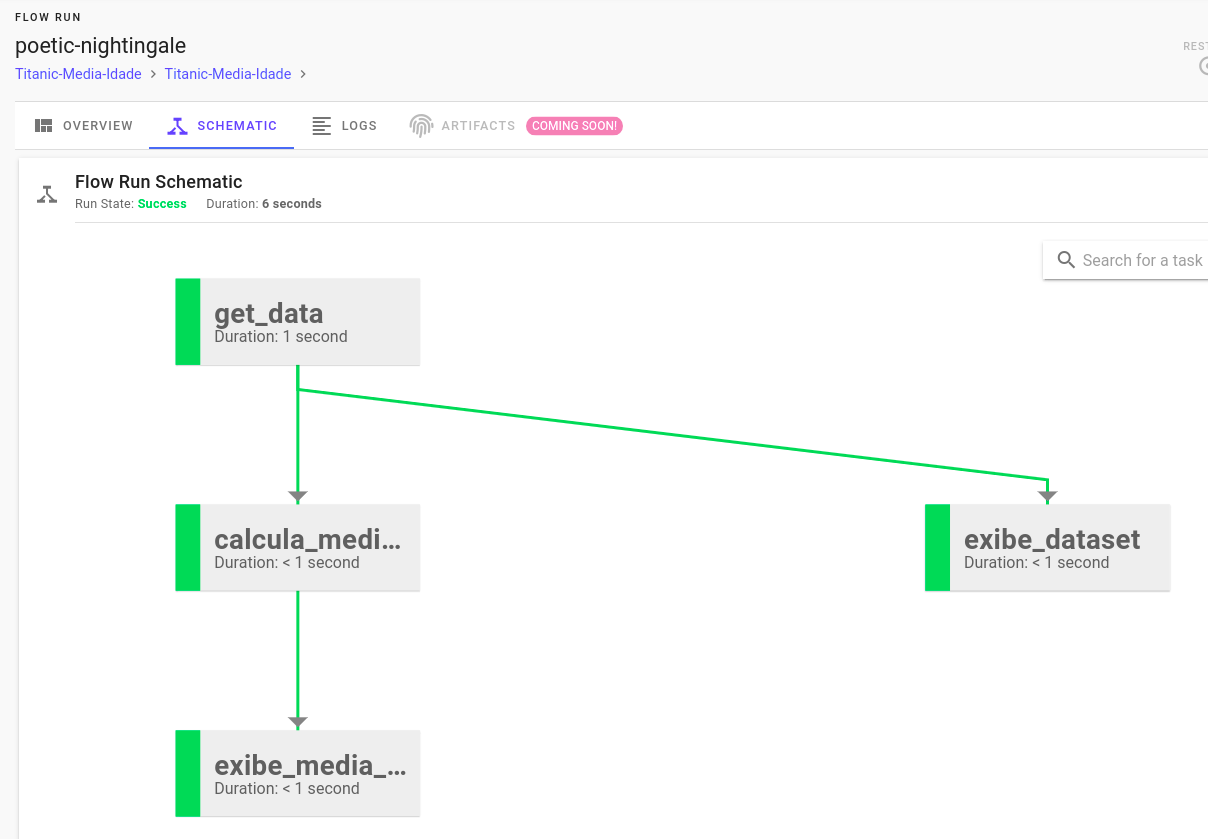 FLOW RUN
poetic-nightingale
Titanic-Media-Idade > Titanic-Media-Idade >
OVERVIEW SCHEMATIC LOGS ARTIFACTS COMING SOON!
Flow Run Schematic
Run State: Success Duration: 6 seconds
Search for a task
get_data
Duration: 1 second
calcula_medi...
Duration: < 1 second
exibe_dataset
Duration: < 1 second
exibe_media_...
Duration: < 1 second